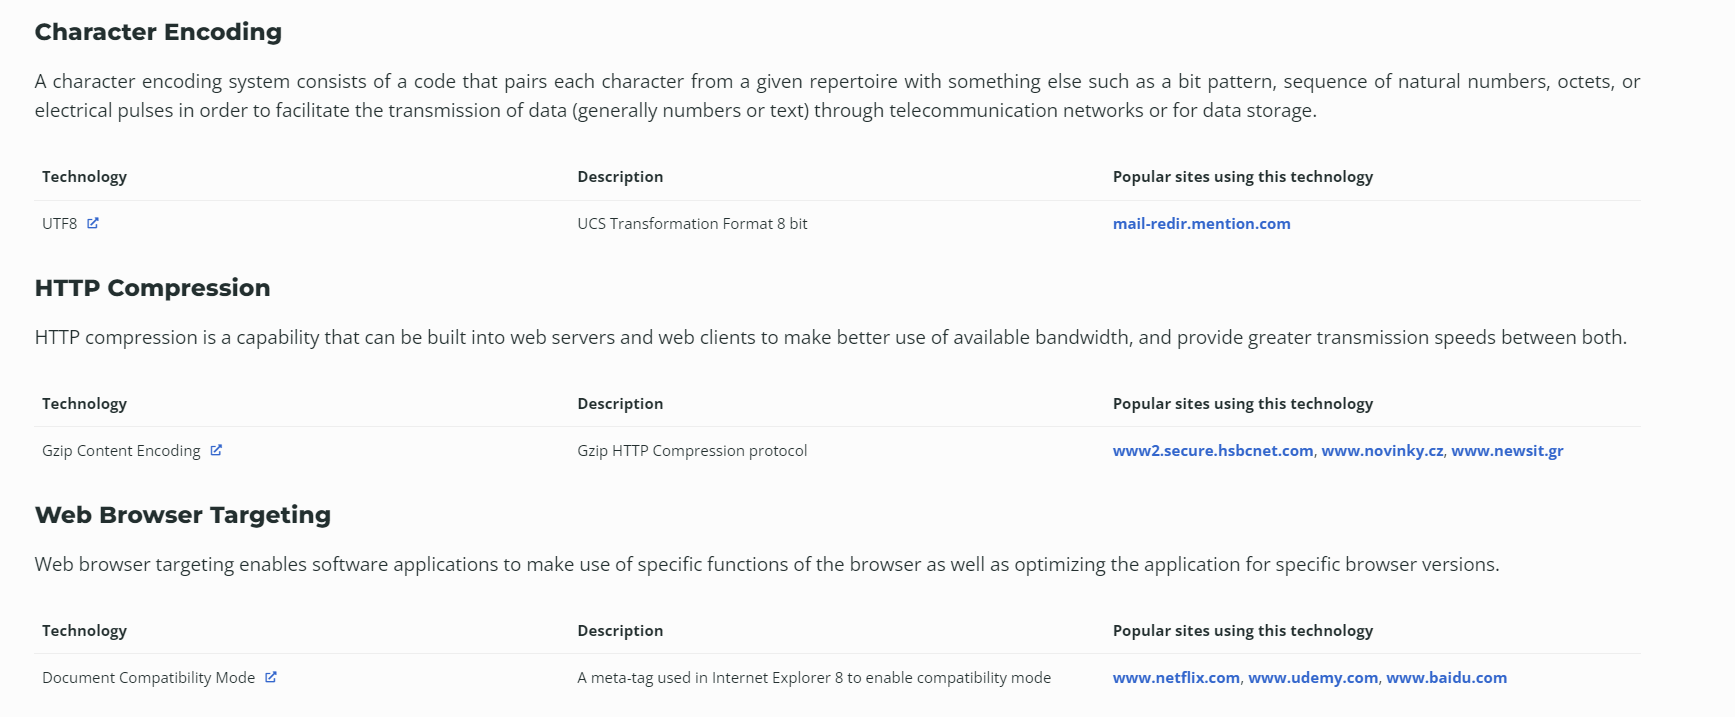 Character Encoding
A character encoding system consists of a code that pairs each character from a given repertoire with something else such as a bit pattern, sequence of natural numbers, octets, or
electrical pulses in order to facilitate the transmission of data (generally numbers or text) through telecommunication networks or for data storage.
Technology Description Popular sites using this technology
UTF8 UCS Transformation Format 8 bit mail-redir.mention.com
HTTP Compression
HTTP compression is a capability that can be built into web servers and web clients to make better use of available bandwidth, and provide greater transmission speeds between both.
Technology Description Popular sites using this technology
Gzip Content Encoding Gzip HTTP Compression protocol www2.secure.hsbcnet.com, www.novinky.cz, www.newsit.gr
Web Browser Targeting
Web browser targeting enables software applications to make use of specific functions of the browser as well as optimizing the application for specific browser versions.
Technology Description Popular sites using this technology
Document Compatibility Mode A meta-tag used in Internet Explorer 8 to enable compatibility mode www.netflix.com, www.udemy.com, www.baidu.com